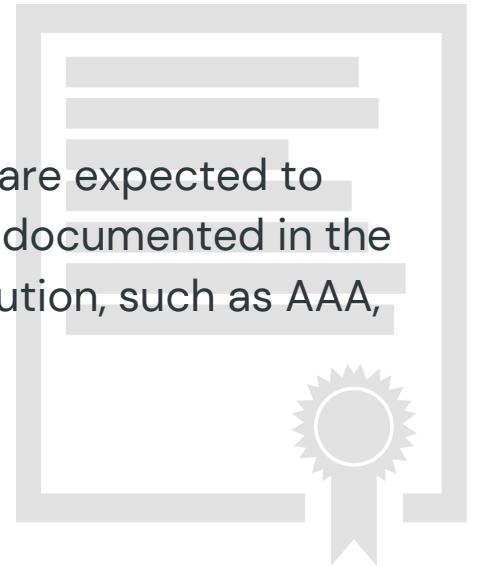 are expected to
documented in the
ution, such as AAA,